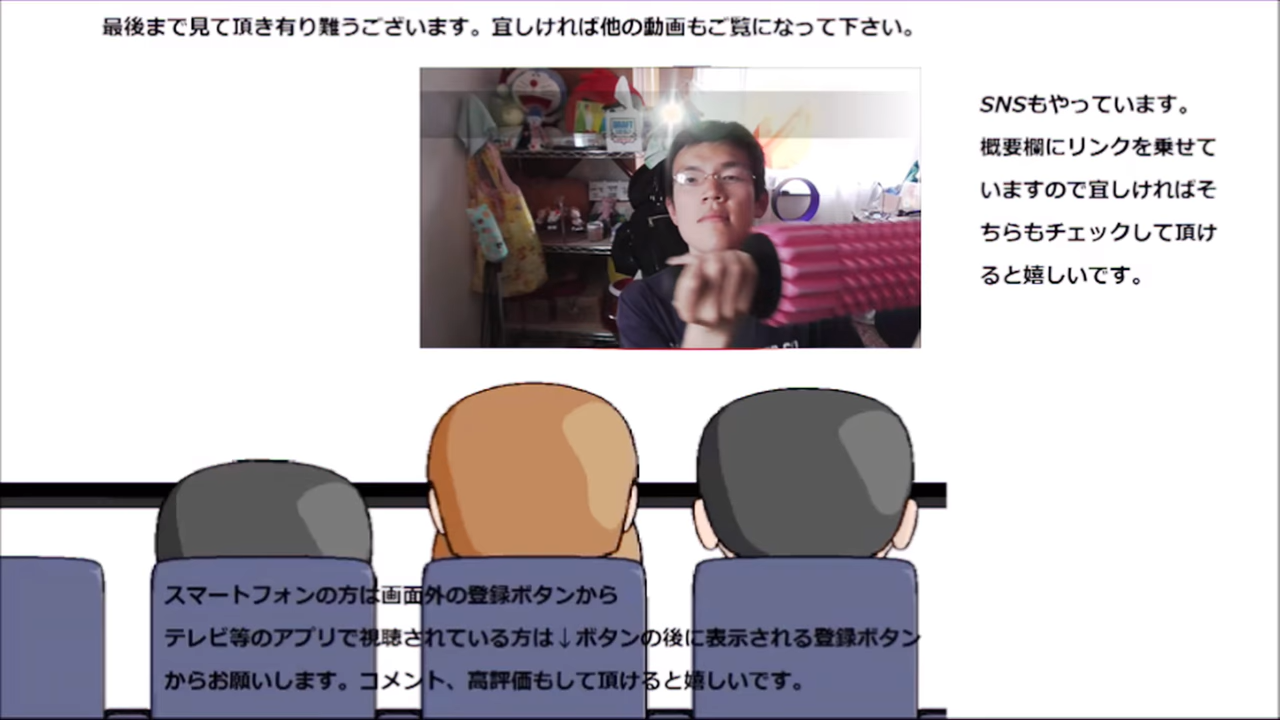 最後まで見て頂き有り難うございます。宜しければ他の動画もご覧になって下さい。
SNSもやっています。
概要欄にリンクを乗せて
いますので宜しければそ
ちらもチェックして頂け
ると嬉しいです。
スマートフォンの方は画面外の登録ボタンから
テレビ等のアプリで視聴されている方は↓ボタンの後に表示される登録ボタン
からお願いします。コメント、高評価もして頂けると嬉しいです。